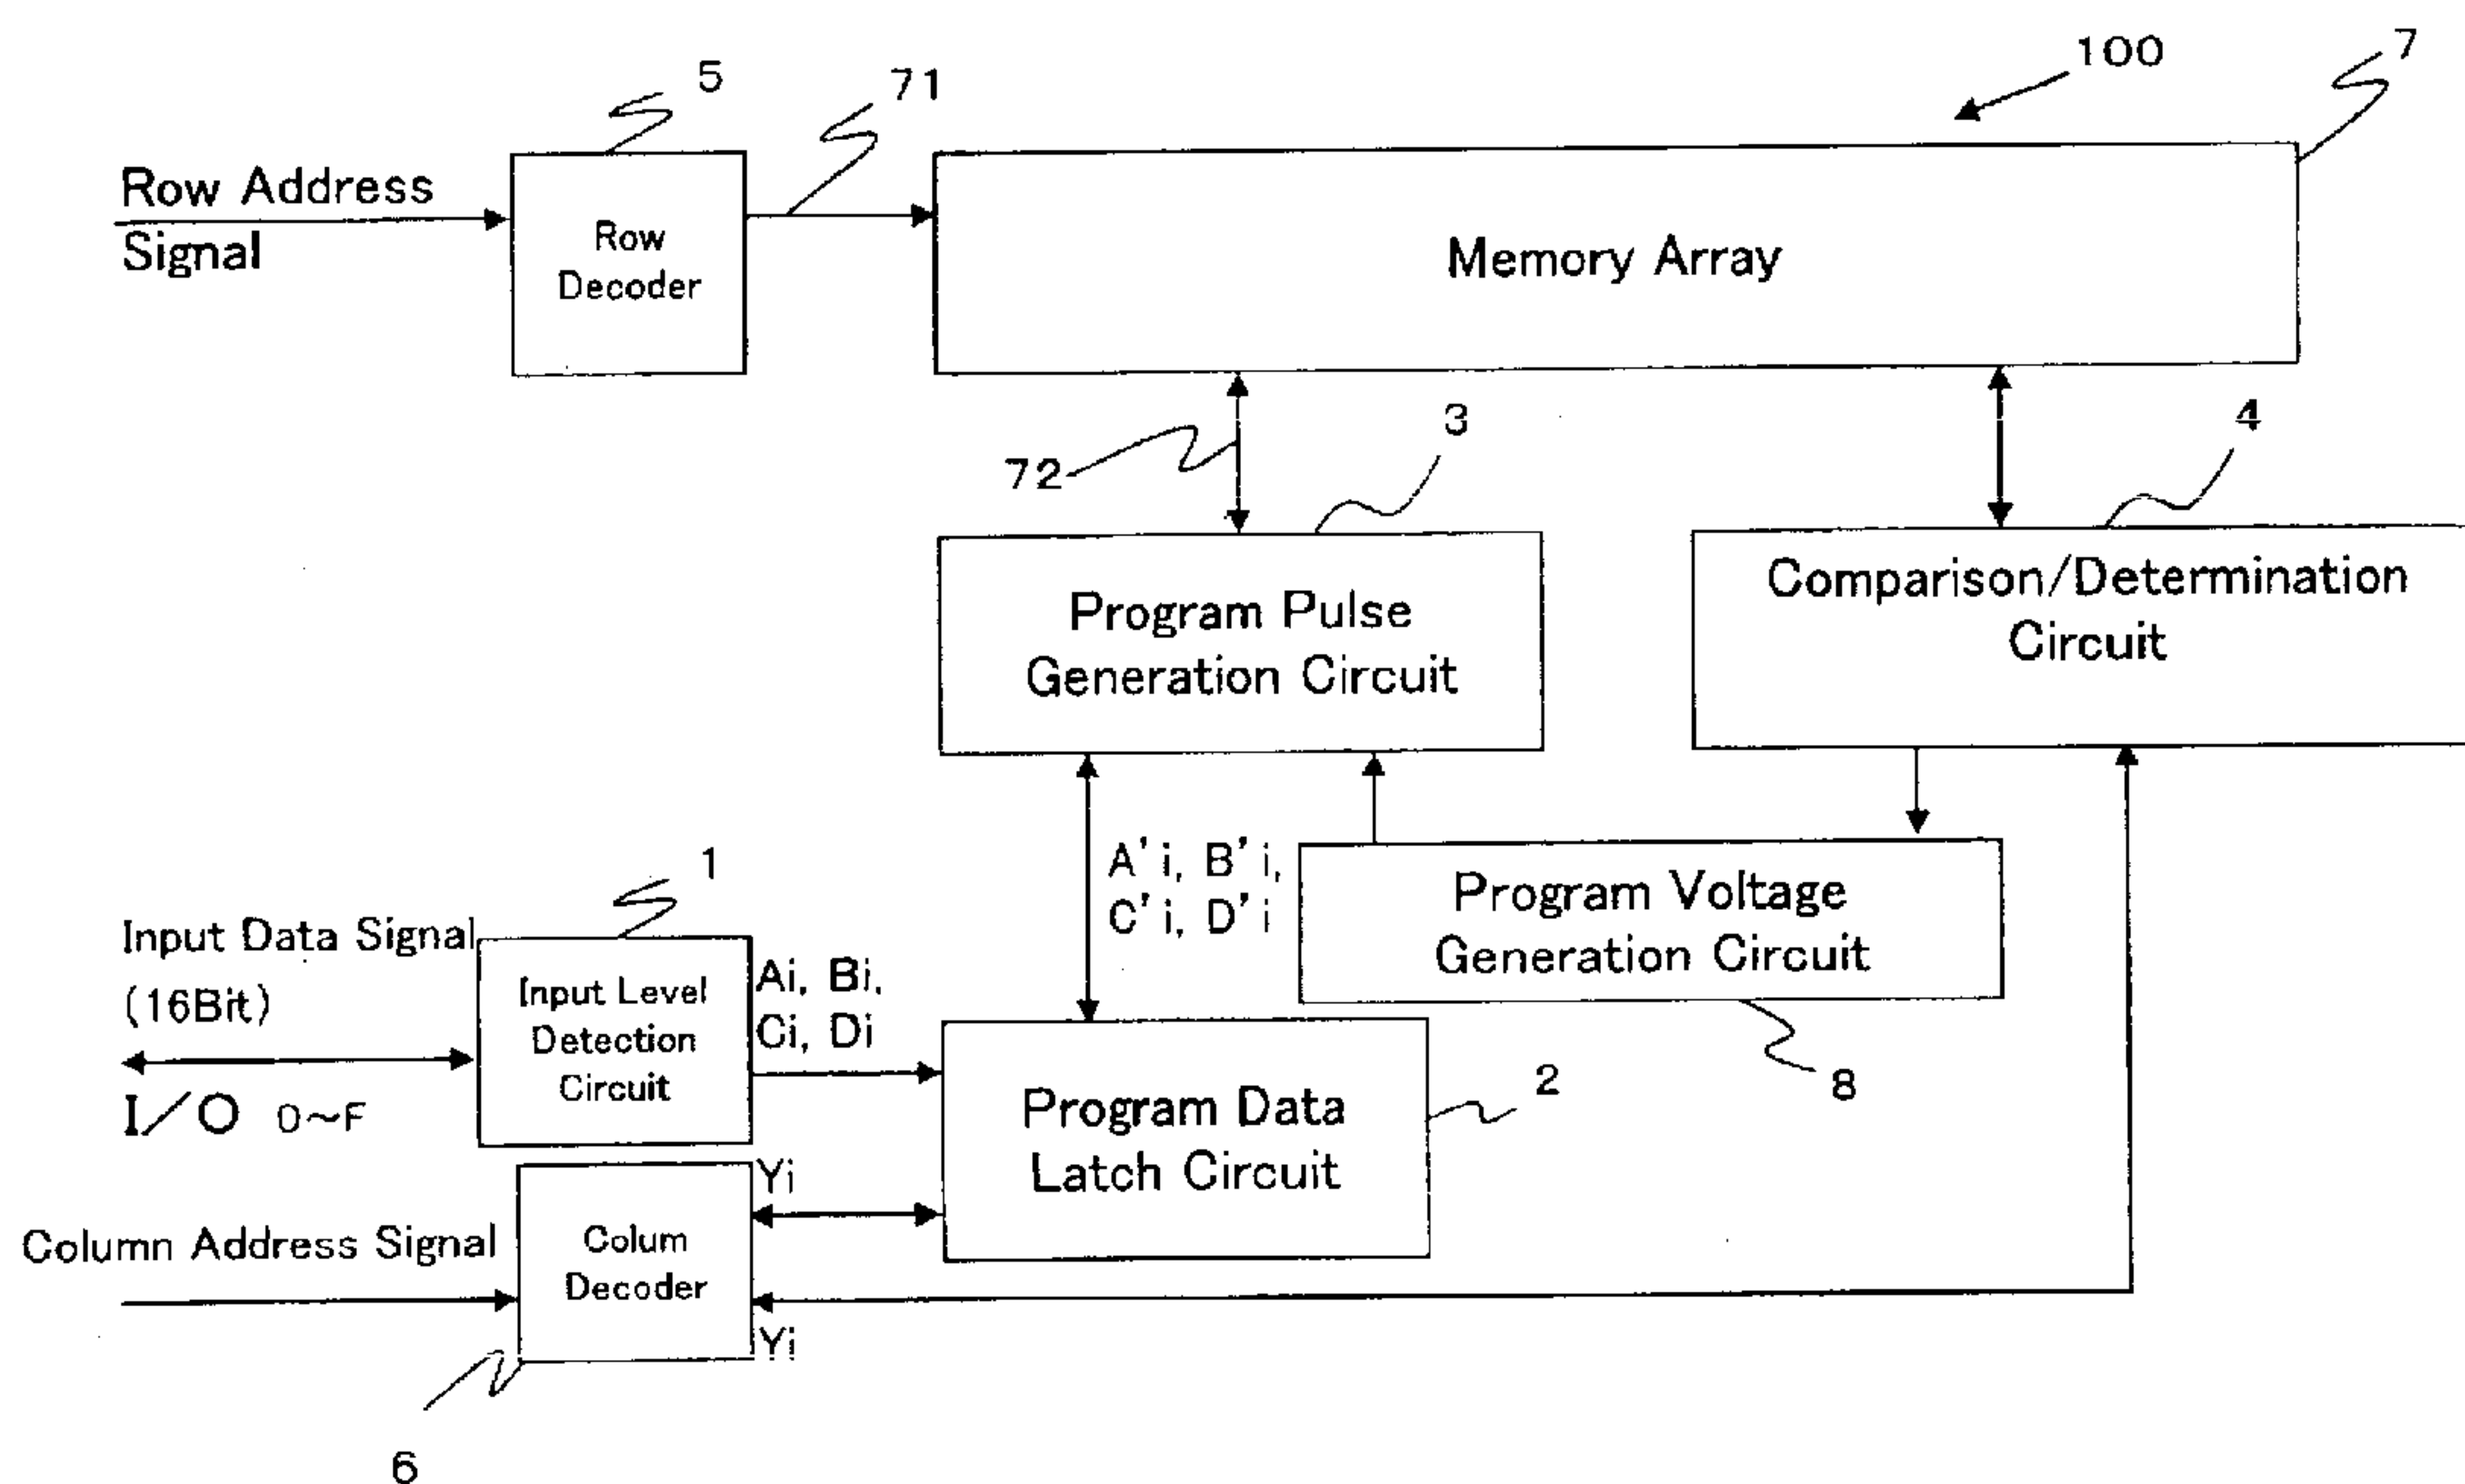 100
7
5
71
Row Address
Signal
Row
Decoder
Memory Array
72
3
4
Program Pulse
Generation Circuit
Comparison/Determination
Circuit
A'i, B'i,
C'i, D'i
Program Voltage
Generation Circuit
8
1
Input Data Signal
(16Bit)
I/O 0~F
Input Level
Detection
Circuit
Ai, Bi,
Ci, Di
Program Data
Latch Circuit
2
Yi
Column Address Signal
Colum
Decoder
Yi
6